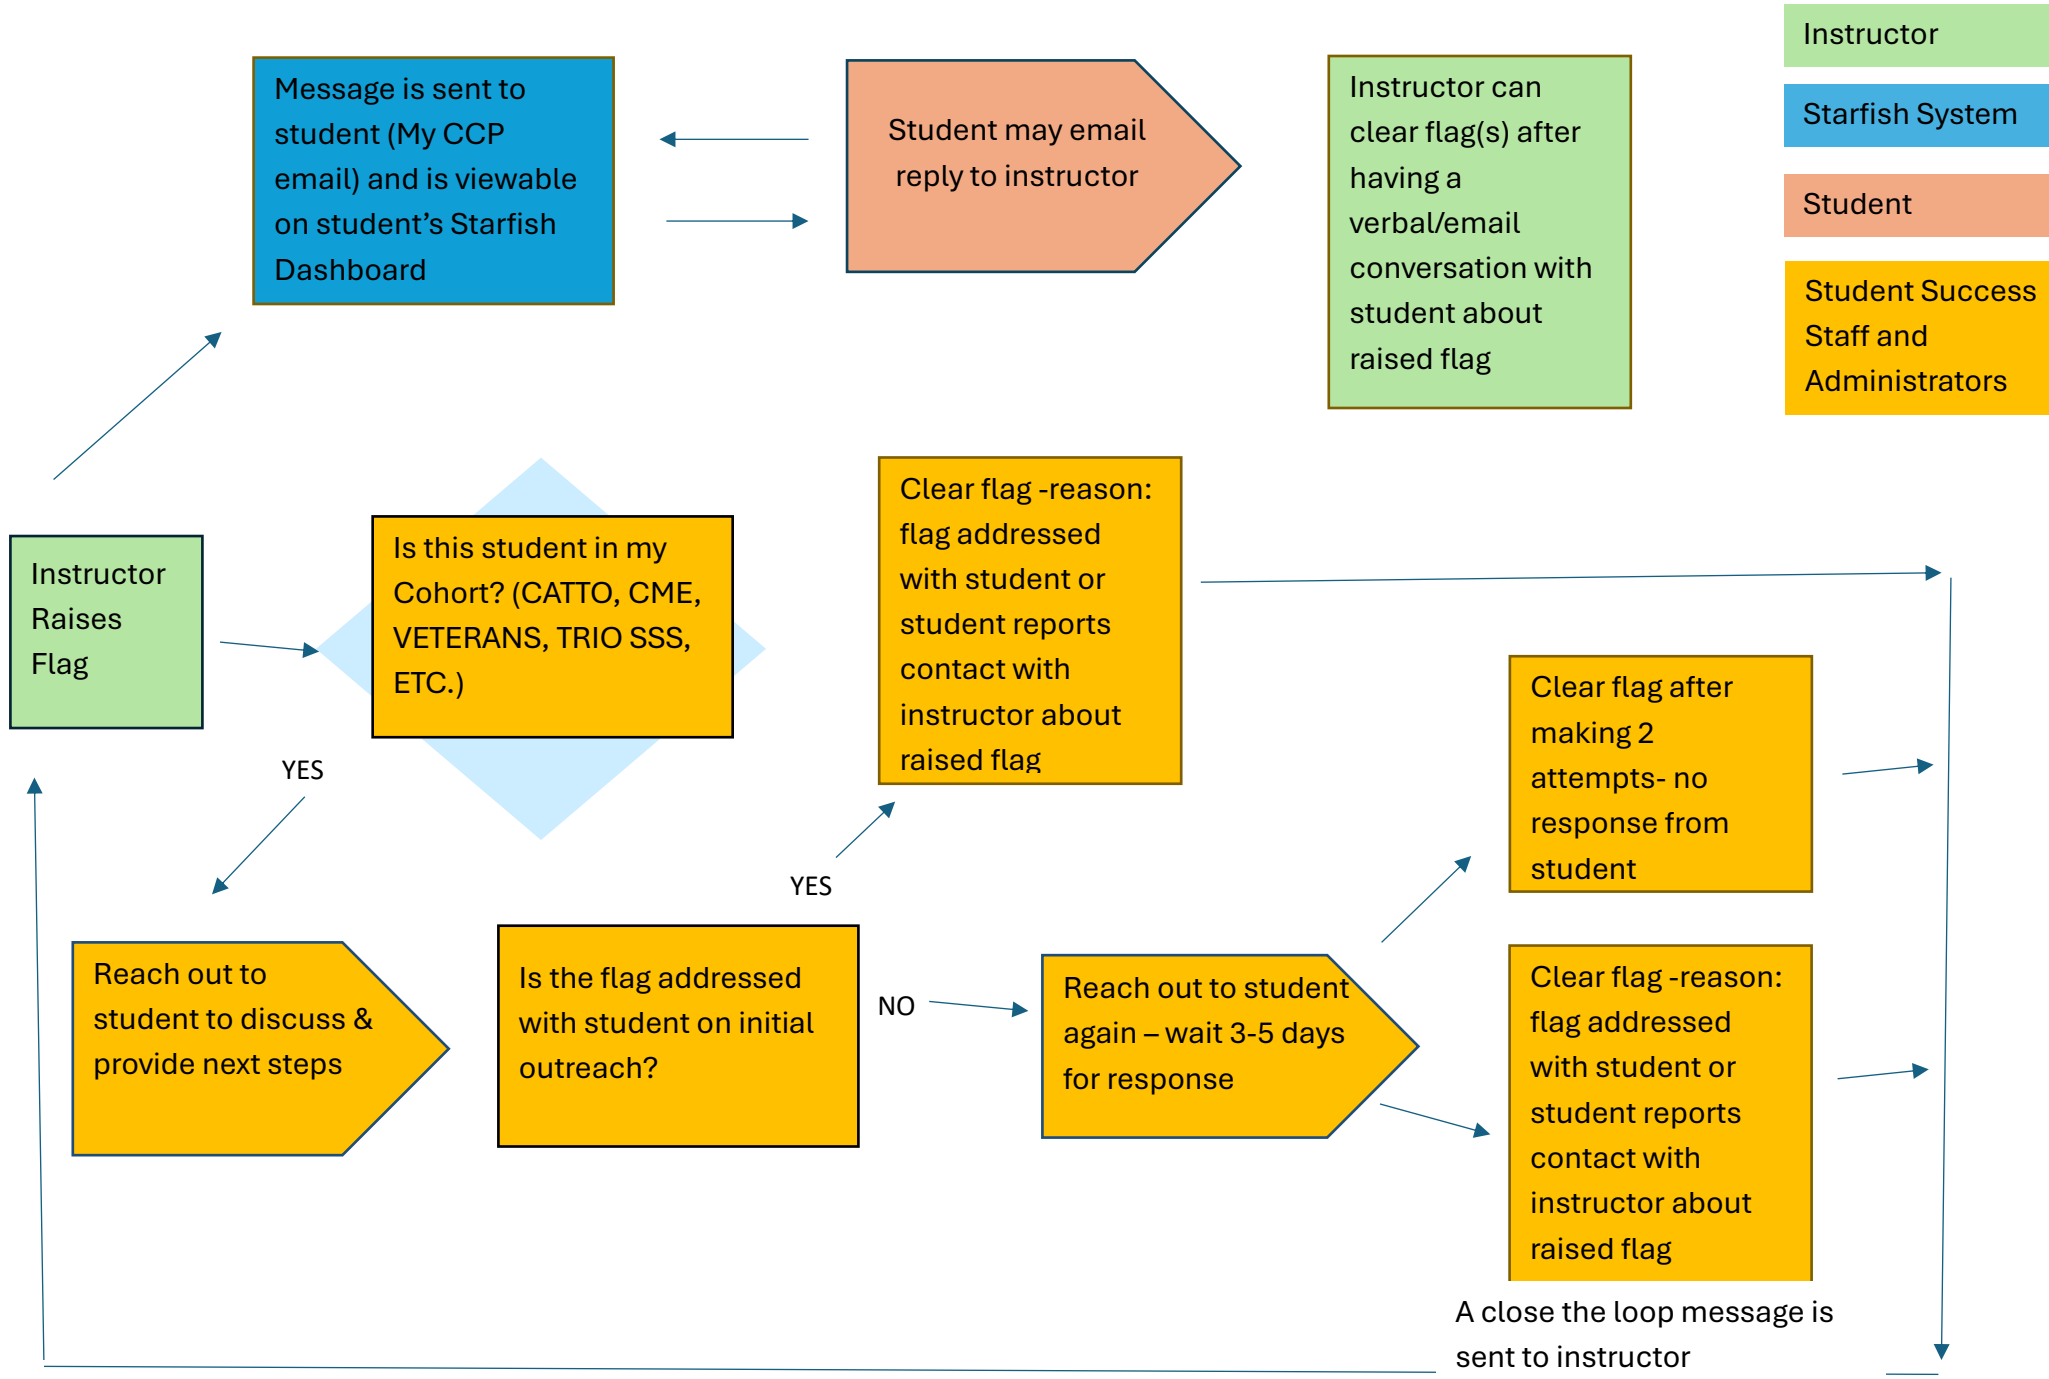 Message is sent to
student (My CCP
email) and is viewable
on student’s Starfish
Dashboard
Student may email
reply to instructor
Instructor can
clear flag(s) after
having a
verbal/email
conversation with
student about
raised flag
Instructor
Starfish System
Student
Student Success
Staff and
Administrators
Instructor
Raises
Flag
Is this student in my
Cohort? (CATTO, CME,
VETERANS, TRIO SSS,
ETC.)
Clear flag -reason:
flag addressed
with student or
student reports
contact with
instructor about
raised flag
YES
Reach out to
student to discuss &
provide next steps
Is the flag addressed
with student on initial
outreach?
YES
NO
Reach out to student
again – wait 3-5 days
for response
Clear flag after
making 2
attempts- no
response from
student
Clear flag -reason:
flag addressed
with student or
student reports
contact with
instructor about
raised flag
A close the loop message is
sent to instructor